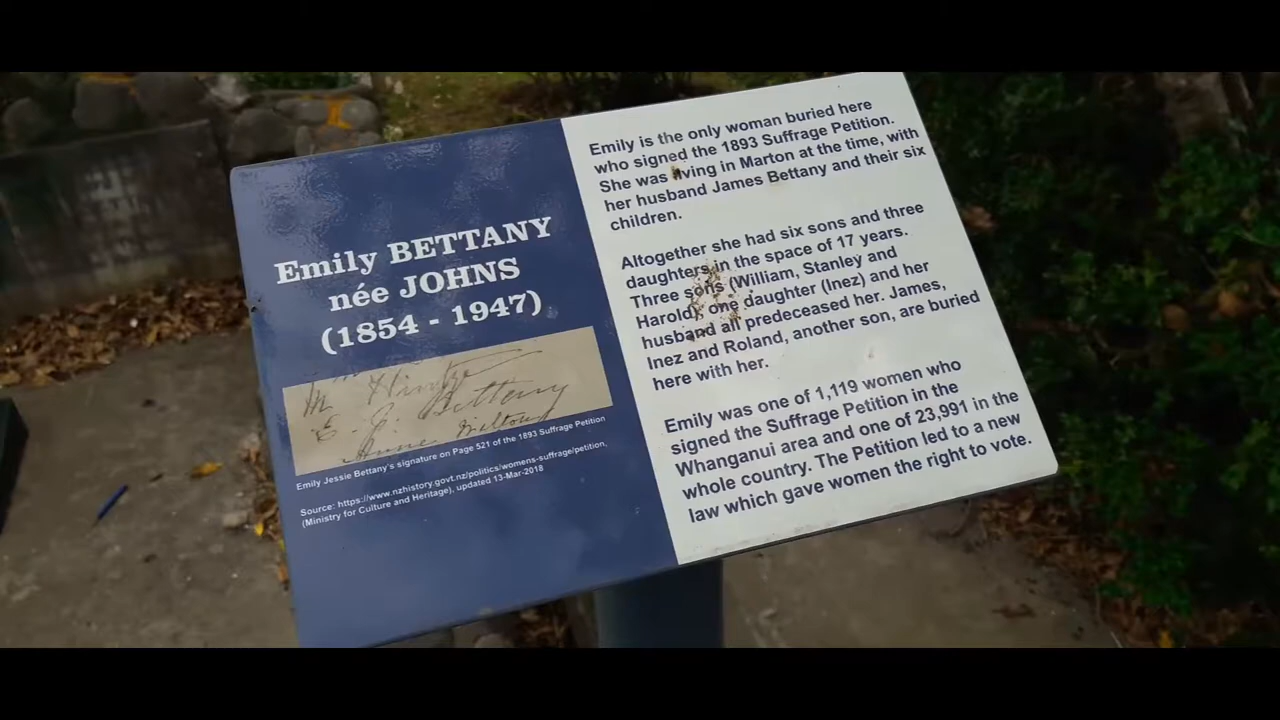 Emily BETTANY
née JOHNS
(1854 - 1947)
E. J. Bettany
Emily Jessie Bettany's signature on Page 521 of the 1893 Suffrage Petition
Source: https://www.nzhistory.govt.nz/politics/womens-suffrage/petition,
(Ministry for Culture and Heritage), updated 13-Mar-2018
Emily is the only woman buried here
who signed the 1893 Suffrage Petition.
She was living in Marton at the time, with
her husband James Bettany and their six
children.
Altogether she had six sons and three
daughters in the space of 17 years.
Three sons (William, Stanley and
Harold), one daughter (Inez) and her
husband all predeceased her. James,
Inez and Roland, another son, are buried
here with her.
Emily was one of 1,119 women who
signed the Suffrage Petition in the
Whanganui area and one of 23,991 in the
whole country. The Petition led to a new
law which gave women the right to vote.